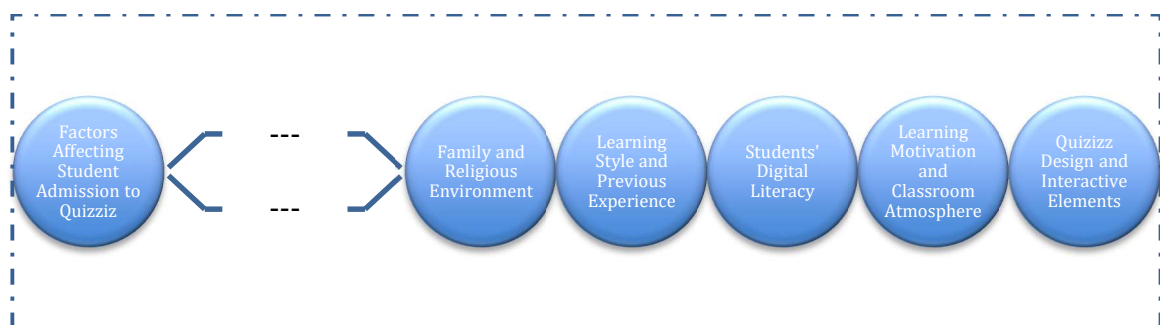 Factors
Affecting
Student
Admission to
Quizziz
---
---
Family and
Religious
Environment
Learning
Style and
Previous
Experience
Students'
Digital
Literacy
Learning
Motivation
and
Classroom
Atmosphere
Quizizz
Design and
Interactive
Elements